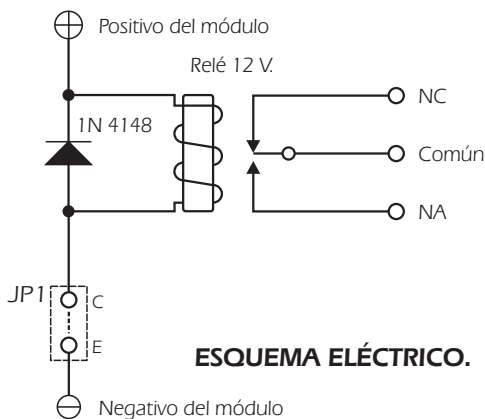 Positivo del módulo
Relé 12 V.
1N 4148
NC
Común
NA
JP1
C
E
ESQUEMA ELÉCTRICO.
Negativo del módulo